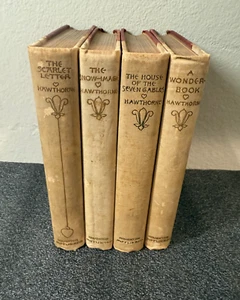 THE
SCARLET
LETTER
HAWTHORNE
THE
SNOW-IMAGE
HAWTHORNE
THE HOUSE
OF THE
SEVEN GABLES
HAWTHORNE
A
WONDER-
BOOK
HAWTHORNE